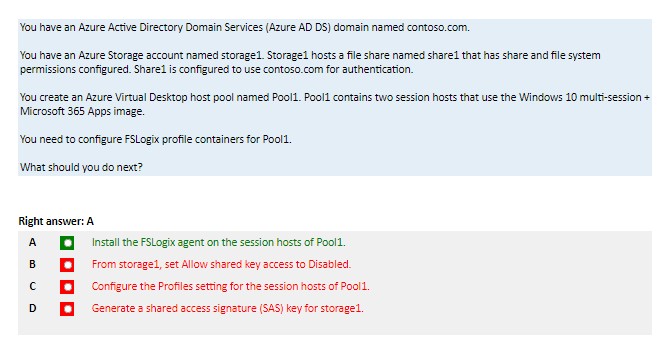 You have an Azure Active Directory Domain Services (Azure AD DS) domain named contoso.com.
You have an Azure Storage account named storage1. Storage1 hosts a file share named share1 that has share and file system
permissions configured. Share1 is configured to use contoso.com for authentication.
You create an Azure Virtual Desktop host pool named Pool1. Pool1 contains two session hosts that use the Windows 10 multi-session +
Microsoft 365 Apps image.
You need to configure FSLogix profile containers for Pool1.
What should you do next?
Right answer: A
A Install the FSLogix agent on the session hosts of Pool1.
B From storage1, set Allow shared key access to Disabled.
C Configure the Profiles setting for the session hosts of Pool1.
D Generate a shared access signature (SAS) key for storage1.